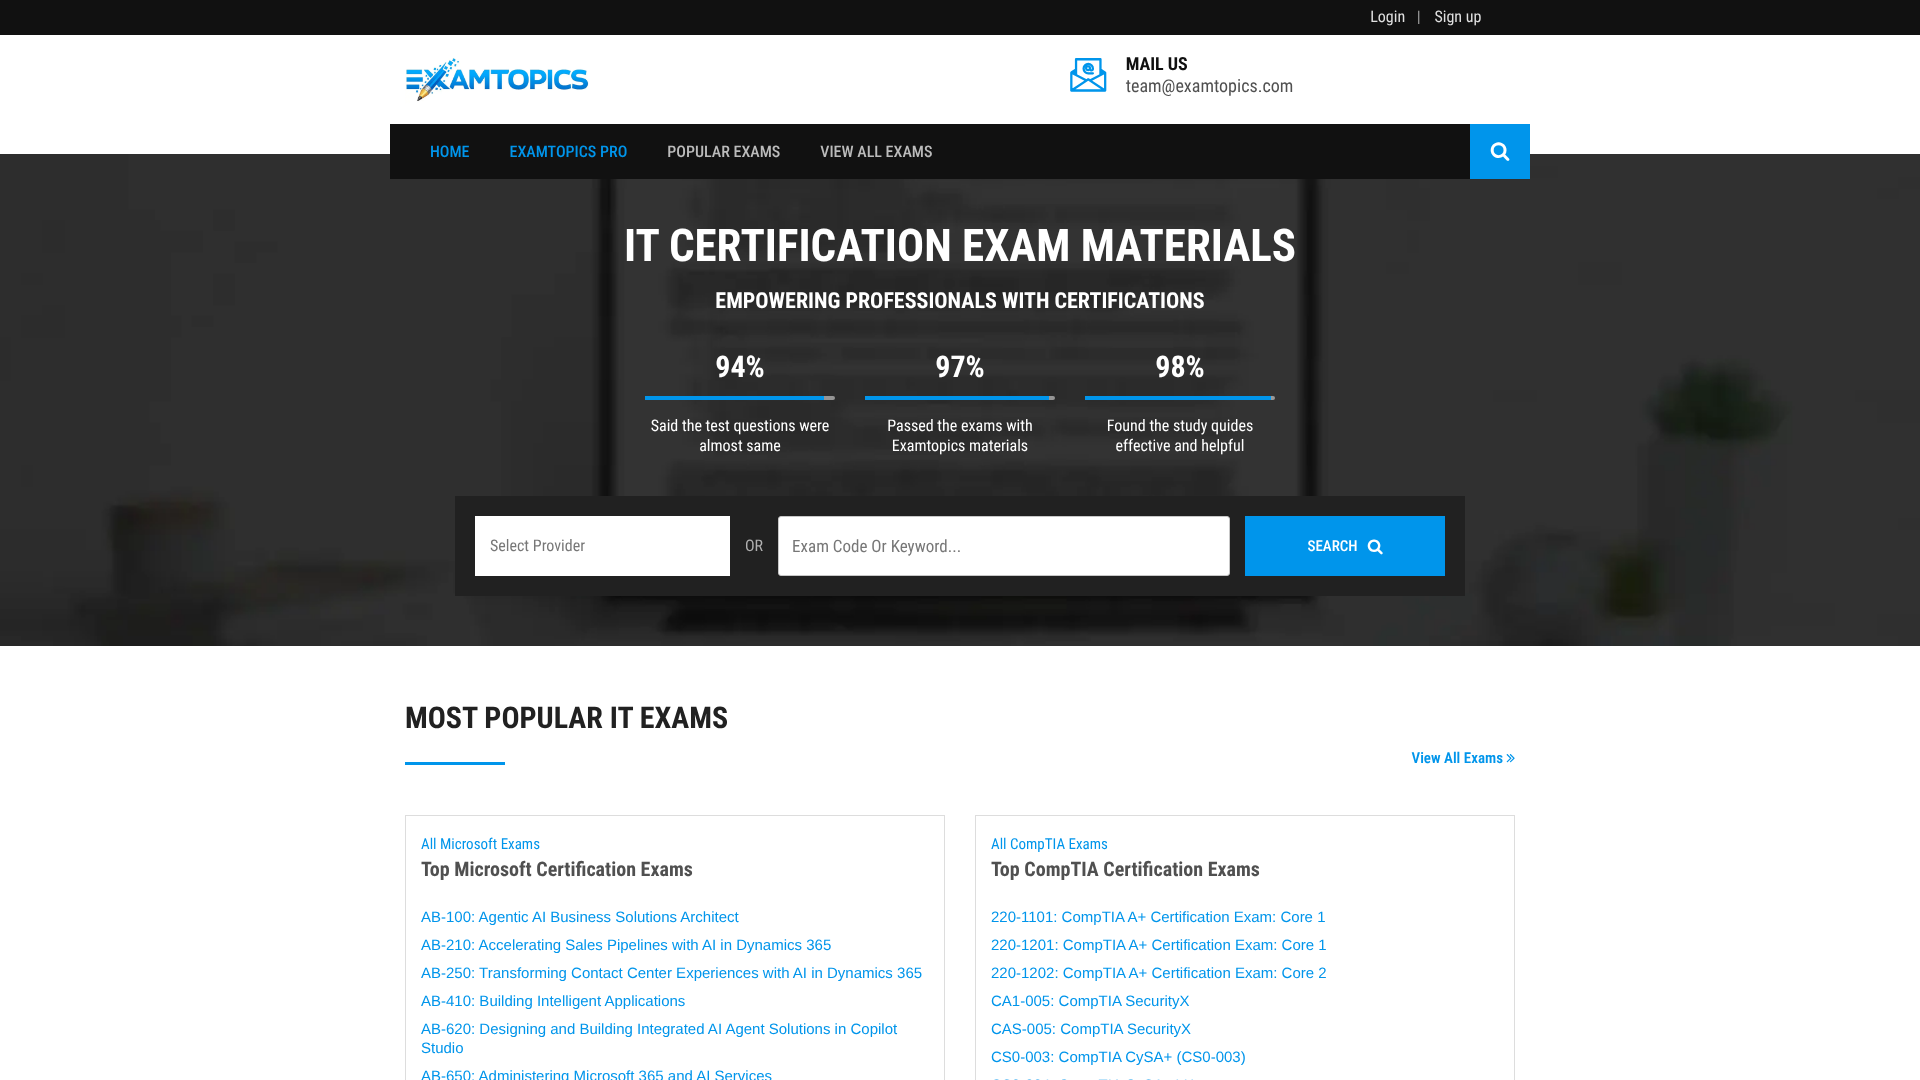 Login | Sign up
EXAMTOPICS
MAIL US
team@examtopics.com
HOME EXAMTOPICS PRO POPULAR EXAMS VIEW ALL EXAMS
IT CERTIFICATION EXAM MATERIALS
EMPOWERING PROFESSIONALS WITH CERTIFICATIONS
94% 97% 98%
Said the test questions were almost same
Passed the exams with Examtopics materials
Found the study quides effective and helpful
Select Provider OR Exam Code Or Keyword... SEARCH
MOST POPULAR IT EXAMS
View All Exams »
All Microsoft Exams
Top Microsoft Certification Exams
AB-100: Agentic AI Business Solutions Architect
AB-210: Accelerating Sales Pipelines with AI in Dynamics 365
AB-250: Transforming Contact Center Experiences with AI in Dynamics 365
AB-410: Building Intelligent Applications
AB-620: Designing and Building Integrated AI Agent Solutions in Copilot
Studio
AB-650: Administering Microsoft 365 and AI Services
All CompTIA Exams
Top CompTIA Certification Exams
220-1101: CompTIA A+ Certification Exam: Core 1
220-1201: CompTIA A+ Certification Exam: Core 1
220-1202: CompTIA A+ Certification Exam: Core 2
CA1-005: CompTIA SecurityX
CAS-005: CompTIA SecurityX
CS0-003: CompTIA CySA+ (CS0-003)